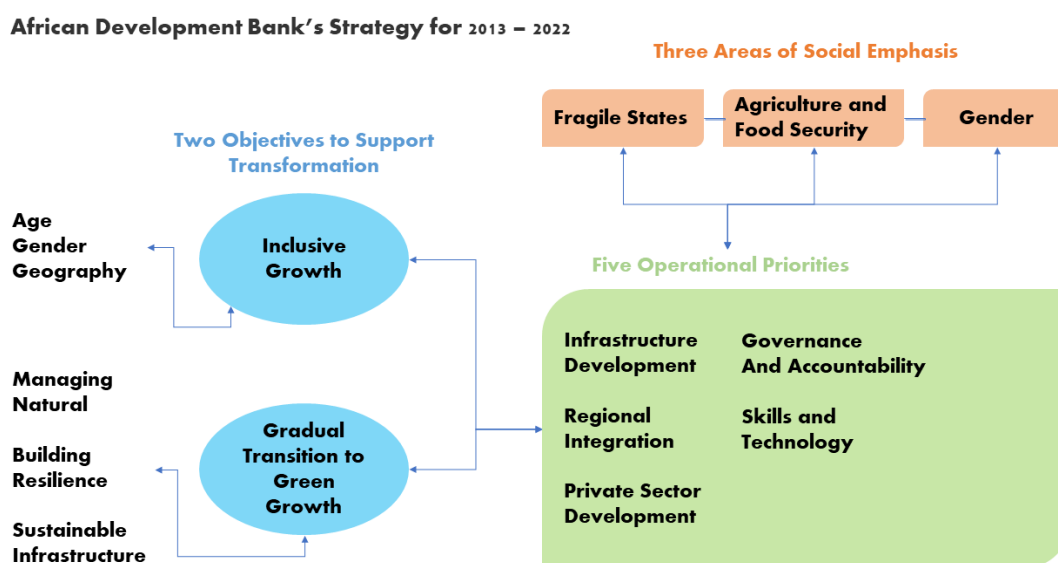 African Development Bank’s Strategy for 2013 – 2022
Three Areas of Social Emphasis
Fragile States
Agriculture and
Food Security
Gender
Two Objectives to Support
Transformation
Age
Gender
Geography
Inclusive
Growth
Managing
Natural
Building
Resilience
Sustainable
Infrastructure
Gradual
Transition to
Green
Growth
Five Operational Priorities
Infrastructure
Development
Governance
And Accountability
Regional
Integration
Skills and
Technology
Private Sector
Development